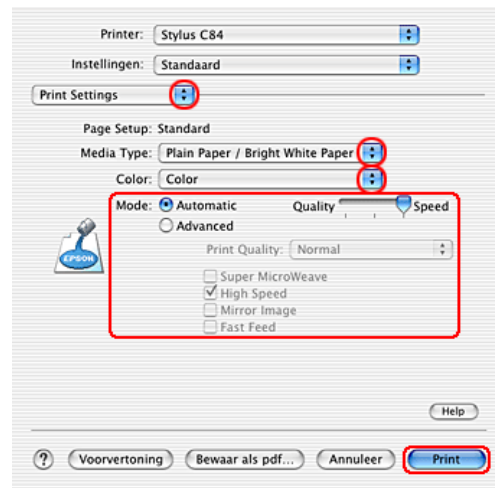 Printer: Stylus C84
Instellingen: Standaard
Print Settings
Page Setup: Standard
Media Type: Plain Paper / Bright White Paper
Color: Color
Mode: Automatic Quality Speed
Advanced
Print Quality: Normal
Super MicroWeave
High Speed
Mirror Image
Fast Feed
EPSON
Help
? Voorvertoning Bewaar als pdf... Annuleer Print